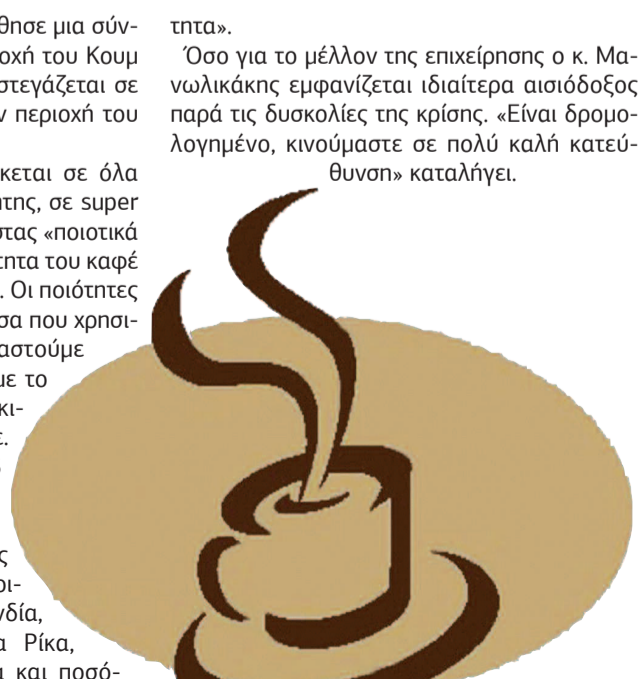 θησε μια σύν-
οχή του Κουμ
στεγάζεται σε
ν περιοχή του
κεται σε όλα
ητης, σε super
στας «ποιοτικά
τητα του καφέ
. Οι ποιότητες
σα που χρησι-
αστούμε
με το
κι-
ε.
ς
οι-
νδία,
α Ρίκα,
α και ποσό-
τητα».
Όσο για το μέλλον της επιχείρησης ο κ. Μα-
νωλικάκης εμφανίζεται ιδιαίτερα αισιόδοξος
παρά τις δυσκολίες της κρίσης. «Είναι δρομο-
λογημένο, κινούμαστε σε πολύ καλή κατεύ-
θυνση» καταλήγει.